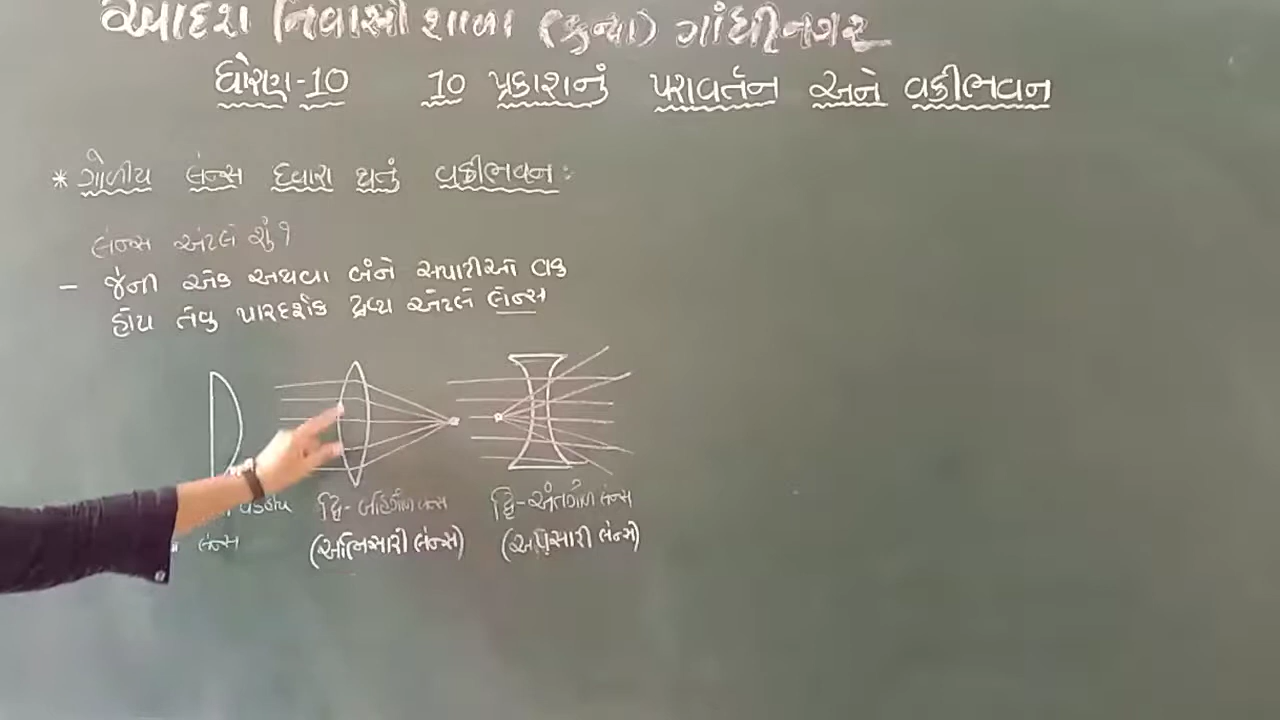 આદર્શ નિવાસી શાળા (કન્યા) ગાંધીનગર
ધોરણ-10 10 પ્રકાશનું પરાવર્તન અને વક્રીભવન
* ગોળીય લેન્સ દ્વારા થતું વક્રીભવન:
લેન્સ એટલે શું?
- જેની એક અથવા બંને સપાટીઓ વક્ર
હોય તેવુ પારદર્શક દ્રવ્ય એટલે લેન્સ
લેન્સ
દ્વિ-બહિર્ગોળ લેન્સ
(અભિસારી લેન્સ)
દ્વિ-અંતર્ગોળ લેન્સ
(અપસારી લેન્સ)